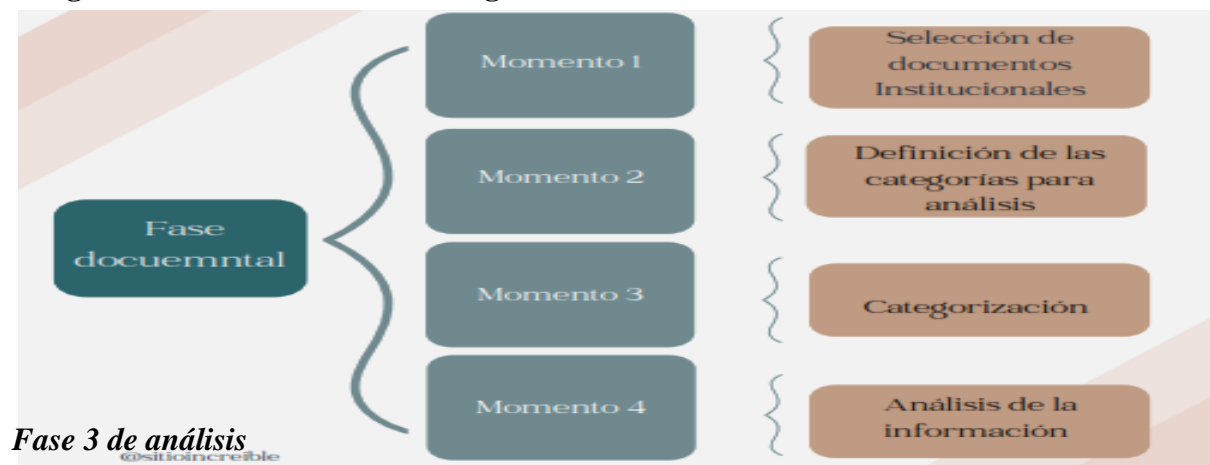 Momento 1
Selección de
documentos
Institucionales
Momento 2
Definición de las
categorías para
análisis
Fase
docuemntal
Momento 3
Categorización
Momento 4
Análisis de la
información
Fase 3 de análisis
@sitioincreible